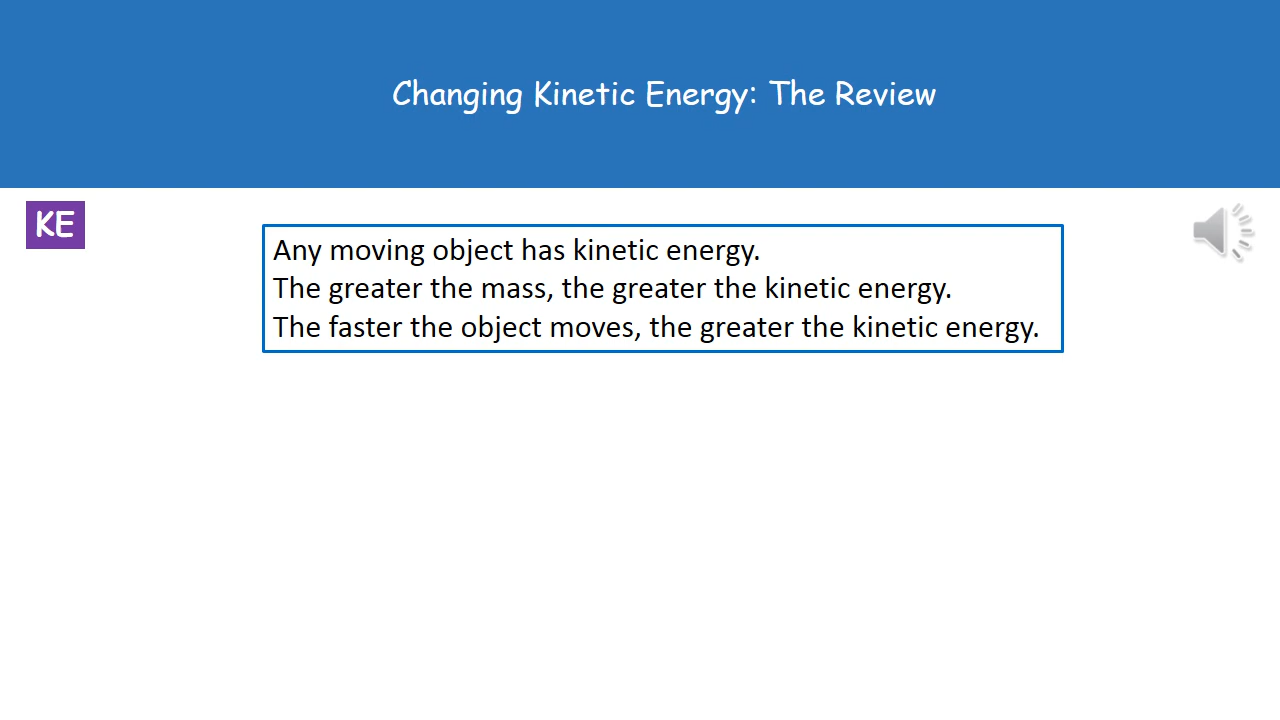 Changing Kinetic Energy: The Review
KE
Any moving object has kinetic energy.
The greater the mass, the greater the kinetic energy.
The faster the object moves, the greater the kinetic energy.